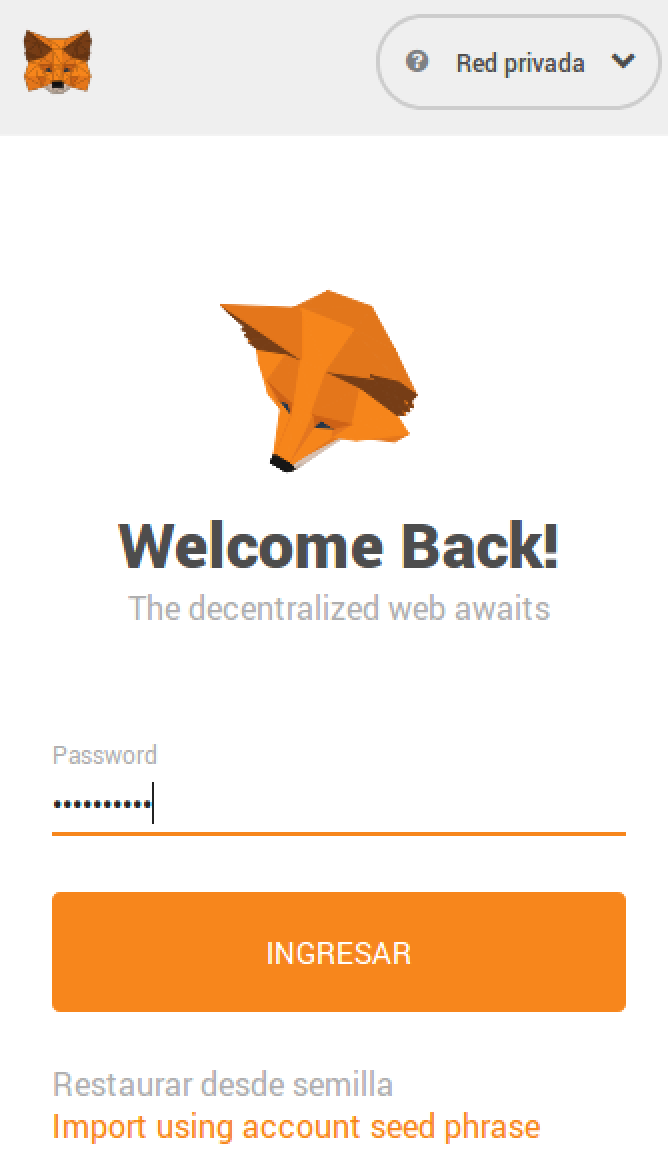 Red privada
Welcome Back!
The decentralized web awaits
Password
••••••••••
INGRESAR
Restaurar desde semilla
Import using account seed phrase